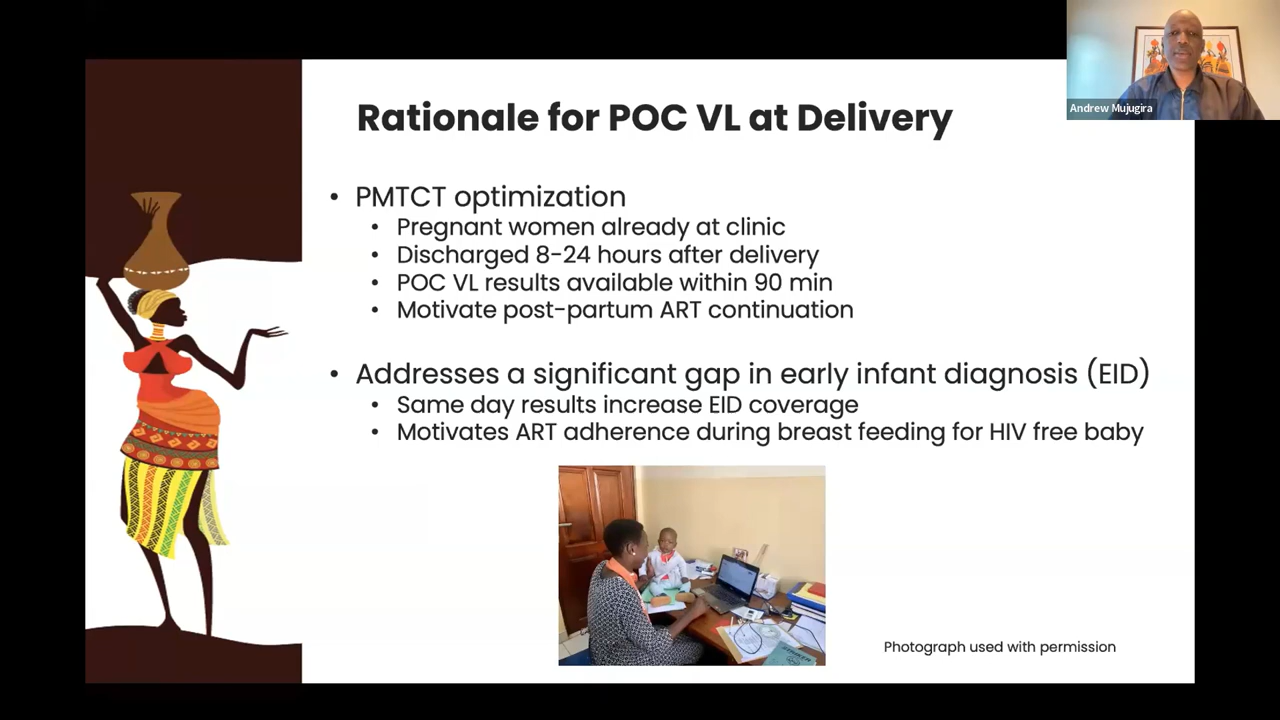 Rationale for POC VL at Delivery
Andrew Mujugira
• PMTCT optimization
• Pregnant women already at clinic
• Discharged 8-24 hours after delivery
• POC VL results available within 90 min
• Motivate post-partum ART continuation
• Addresses a significant gap in early infant diagnosis (EID)
• Same day results increase EID coverage
• Motivates ART adherence during breast feeding for HIV free baby
Photograph used with permission